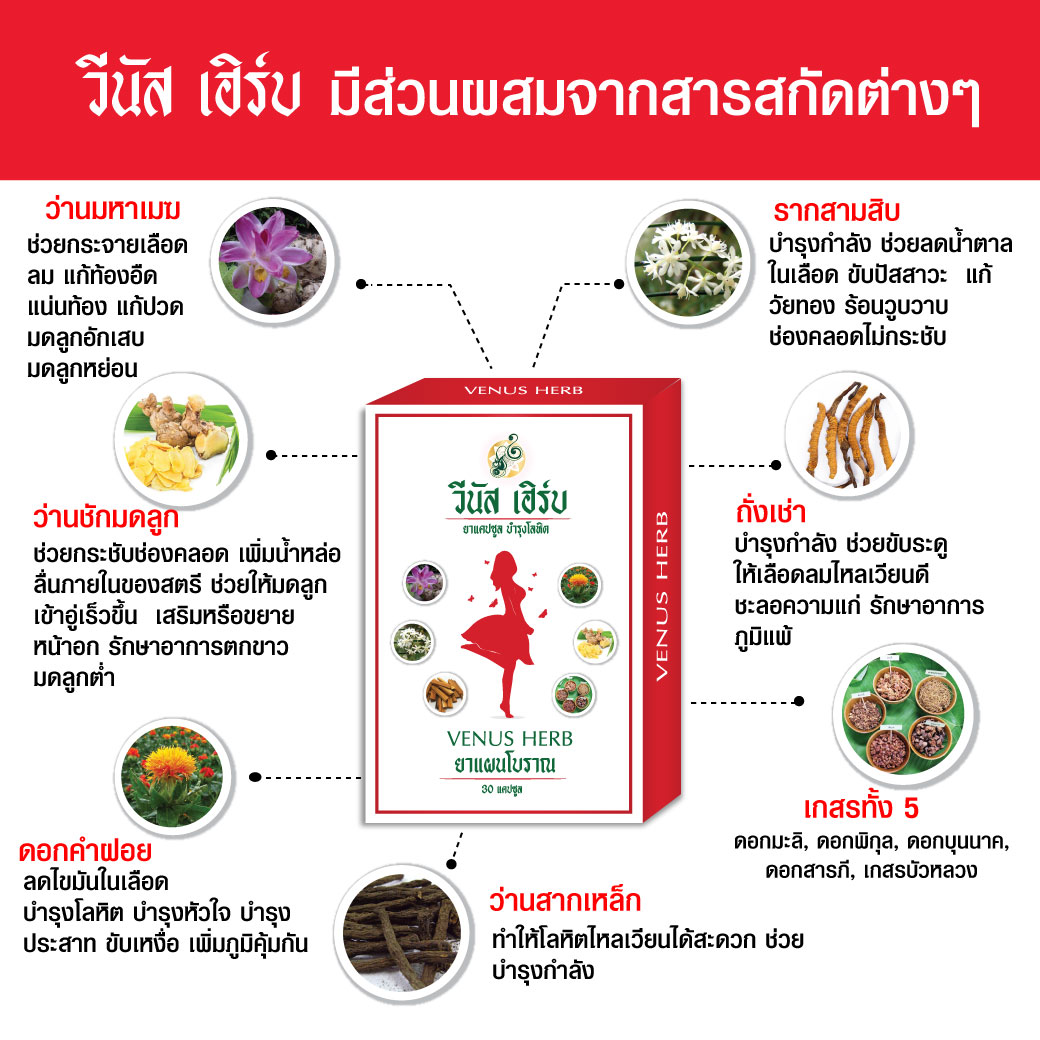 วีนัส เฮิร์บ มีส่วนผสมจากสารสกัดต่างๆ
ว่านมหาเมฆ
ช่วยกระจายเลือด
ลม แก้ท้องอืด
แน่นท้อง แก้ปวด
มดลูกอักเสบ
มดลูกหย่อน
รากสามสิบ
บำรุงกำลัง ช่วยลดน้ำตาล
ในเลือด ขับปัสสาวะ แก้
วัยทอง ร้อนวูบวาบ
ช่องคลอดไม่กระชับ
ว่านชักมดลูก
ช่วยกระชับช่องคลอด เพิ่มน้ำหล่อ
ลื่นภายในของสตรี ช่วยให้มดลูก
เข้าอู่เร็วขึ้น เสริมหรือขยาย
หน้าอก รักษาอาการตกขาว
มดลูกต่ำ
ถั่งเช่า
บำรุงกำลัง ช่วยขับระดู
ให้เลือดลมไหลเวียนดี
ชะลอความแก่ รักษาอาการ
ภูมิแพ้
VENUS HERB
วีนัส เฮิร์บ
ยาแคปซูล บำรุงโลหิต
VENUS HERB
ยาแผนโบราณ
30 แคปซูล
VENUS HERB
ดอกคำฝอย
ลดไขมันในเลือด
บำรุงโลหิต บำรุงหัวใจ บำรุง
ประสาท ขับเหงื่อ เพิ่มภูมิคุ้มกัน
เกสรทั้ง 5
ดอกมะลิ, ดอกพิกุล, ดอกบุนนาค,
ดอกสารภี, เกสรบัวหลวง
ว่านสากเหล็ก
ทำให้โลหิตไหลเวียนได้สะดวก ช่วย
บำรุงกำลัง